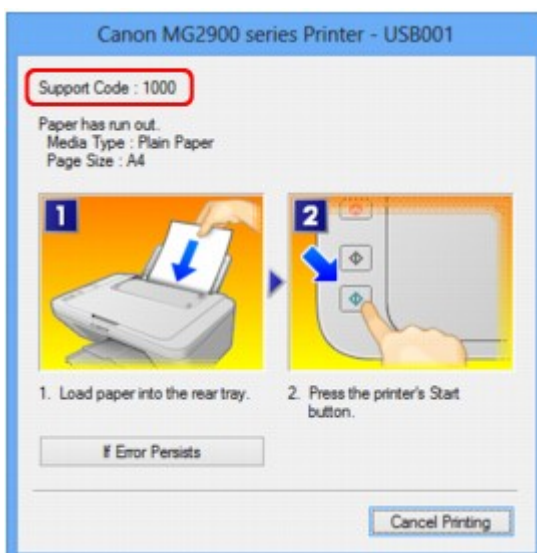 Canon MG2900 series Printer - USB001
Support Code : 1000
Paper has run out.
Media Type : Plain Paper
Page Size : A4
1
2
1. Load paper into the rear tray.
2. Press the printer's Start
button.
If Error Persists
Cancel Printing